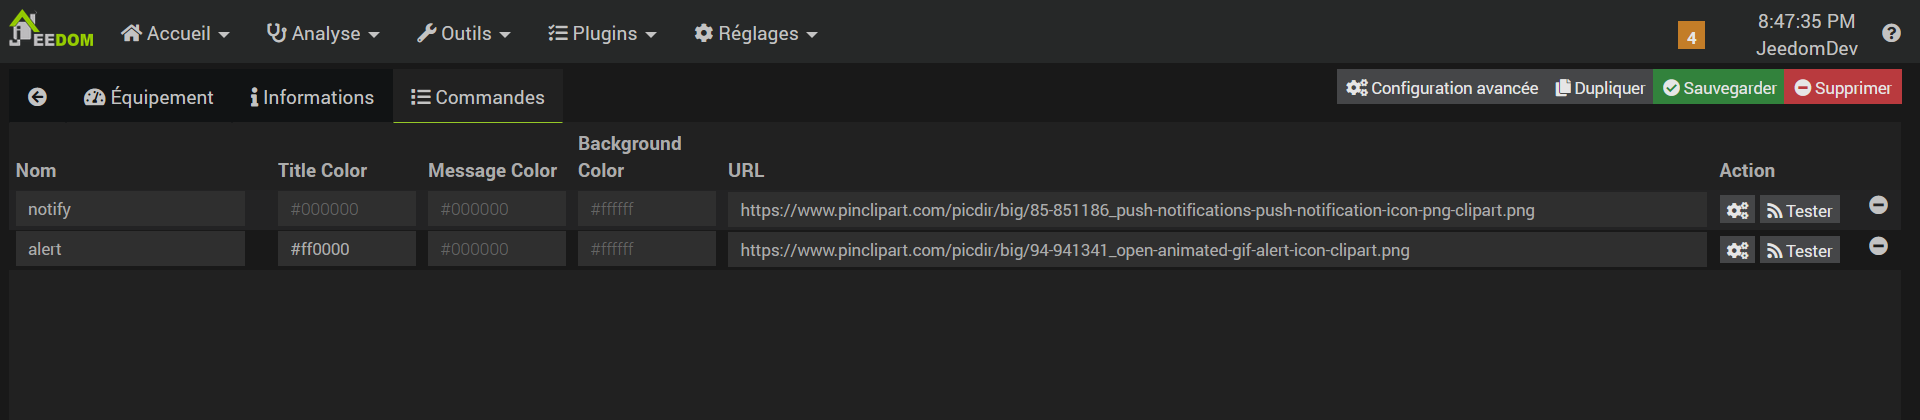 JEEDOM Accueil Analyse Outils Plugins Réglages 4 8:47:35 PM
JeedomDev
Équipement Informations Commandes Configuration avancée Dupliquer Sauvegarder Supprimer
Nom Title Color Message Color Background Color URL Action
notify #000000 #000000 #ffffff https://www.pinclipart.com/picdir/big/85-851186_push-notifications-push-notification-icon-png-clipart.png Tester
alert #ff0000 #000000 #ffffff https://www.pinclipart.com/picdir/big/94-941341_open-animated-gif-alert-icon-clipart.png Tester